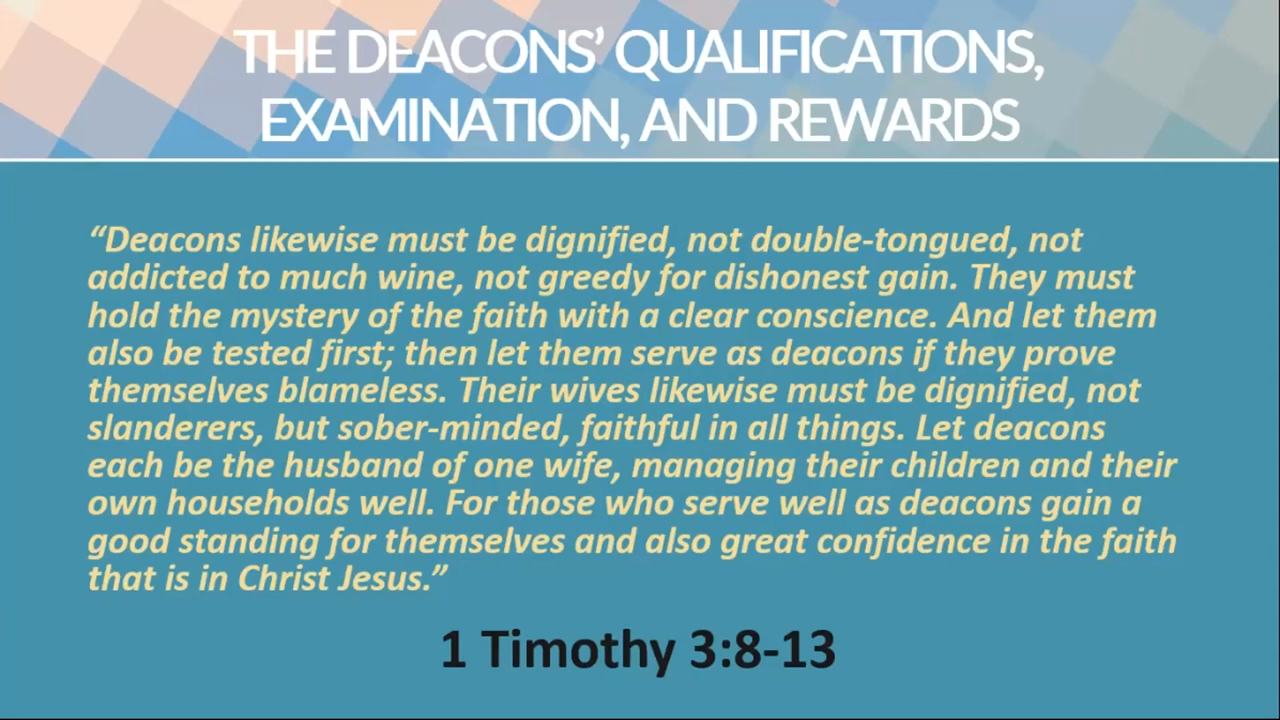 THE DEACONS’ QUALIFICATIONS,
EXAMINATION, AND REWARDS
“Deacons likewise must be dignified, not double-tongued, not
addicted to much wine, not greedy for dishonest gain. They must
hold the mystery of the faith with a clear conscience. And let them
also be tested first; then let them serve as deacons if they prove
themselves blameless. Their wives likewise must be dignified, not
slanderers, but sober-minded, faithful in all things. Let deacons
each be the husband of one wife, managing their children and their
own households well. For those who serve well as deacons gain a
good standing for themselves and also great confidence in the faith
that is in Christ Jesus.”
1 Timothy 3:8-13